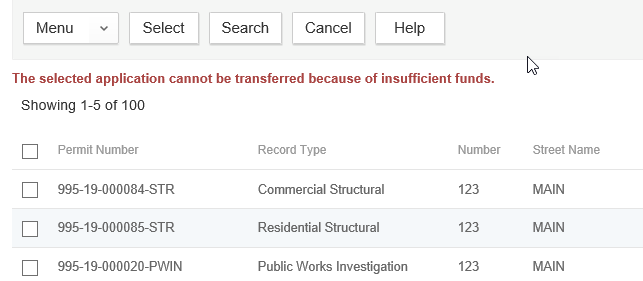 Menu Select Search Cancel Help
The selected application cannot be transferred because of insufficient funds.
Showing 1-5 of 100
Permit Number Record Type Number Street Name
995-19-000084-STR Commercial Structural 123 MAIN
995-19-000085-STR Residential Structural 123 MAIN
995-19-000020-PWIN Public Works Investigation 123 MAIN